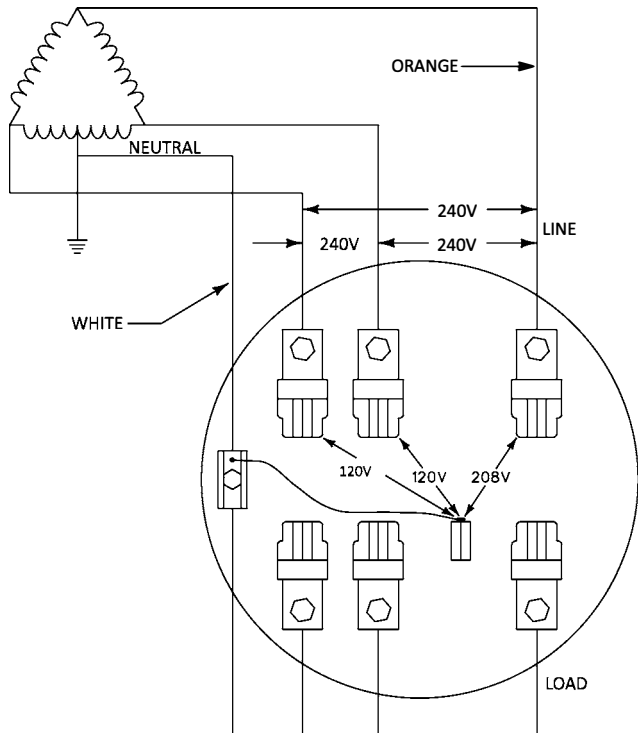 ORANGE
NEUTRAL
240V
LINE
240V
240V
WHITE
120V
120V
208V
LOAD